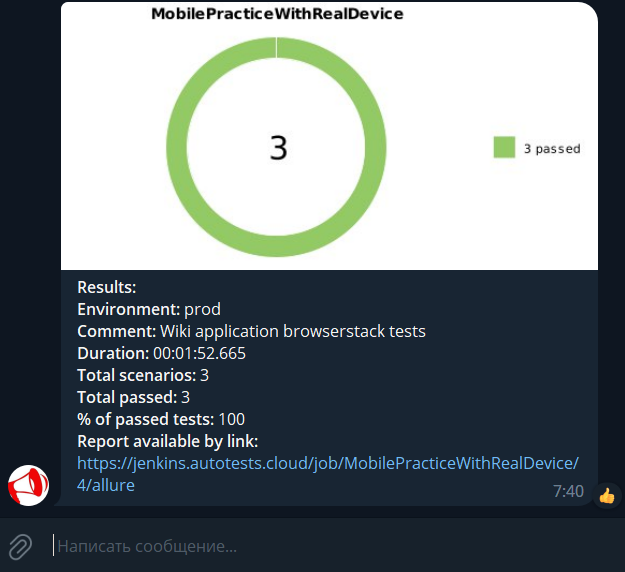 MobilePracticeWithRealDevice
3
3 passed
Results:
Environment: prod
Comment: Wiki application browserstack tests
Duration: 00:01:52.665
Total scenarios: 3
Total passed: 3
% of passed tests: 100
Report available by link:
https://jenkins.autotests.cloud/job/MobilePracticeWithRealDevice/
4/allure
7:40
Написать сообщение...